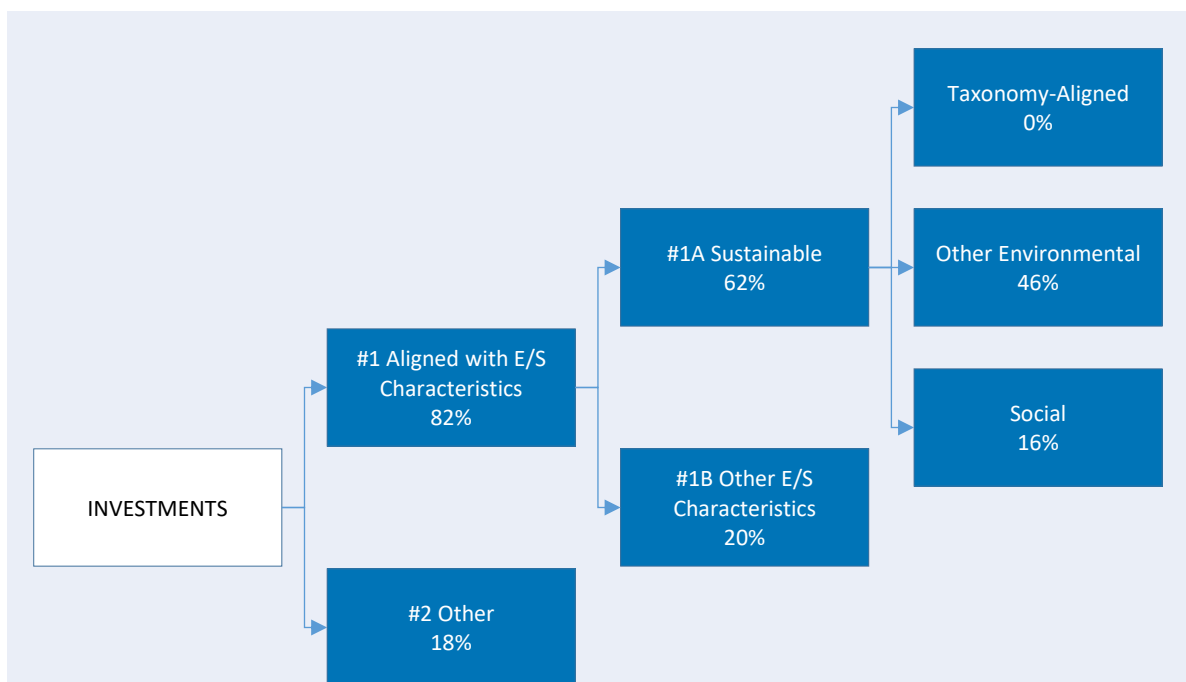 INVESTMENTS
#1 Aligned with E/S
Characteristics
82%
#2 Other
18%
#1A Sustainable
62%
#1B Other E/S
Characteristics
20%
Taxonomy-Aligned
0%
Other Environmental
46%
Social
16%